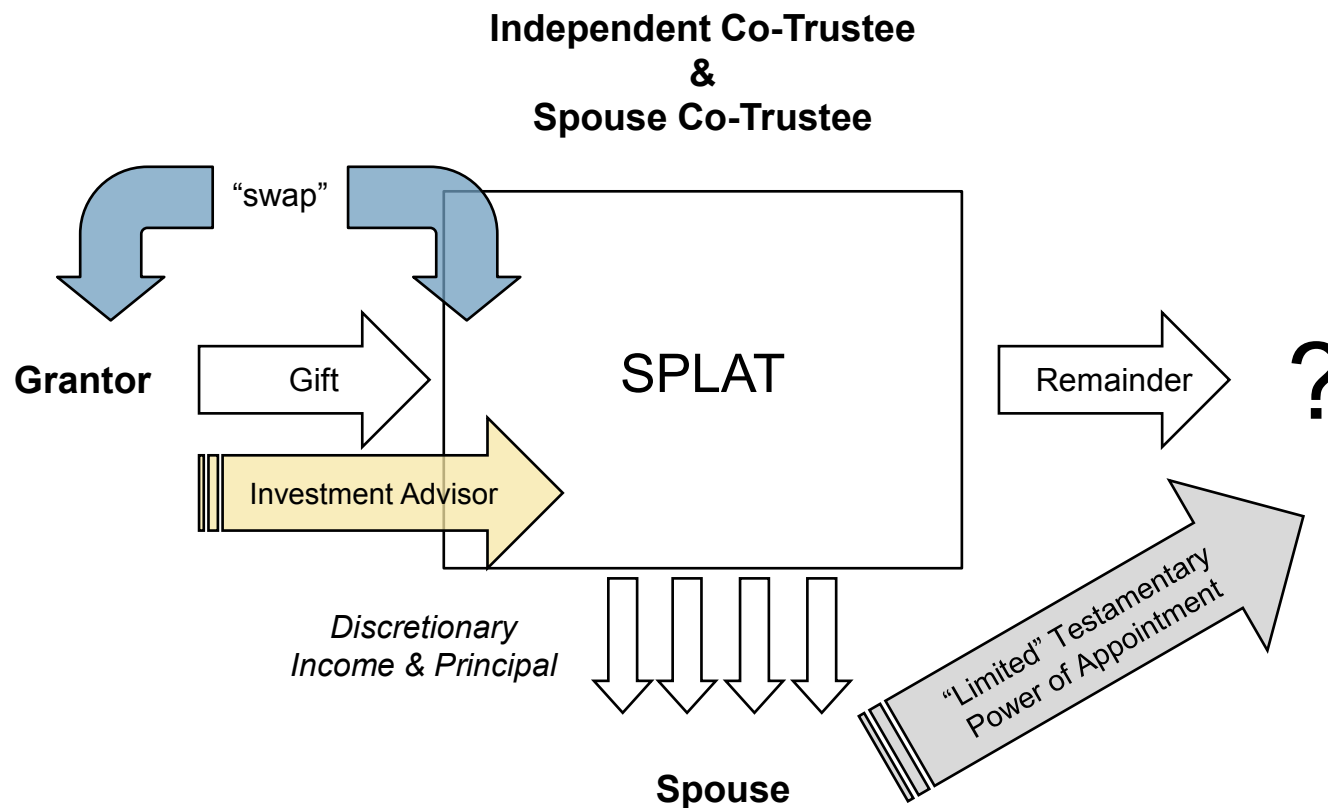 Independent Co-Trustee
&
Spouse Co-Trustee
“swap”
Grantor
Gift
SPLAT
Remainder
?
Investment Advisor
Discretionary
Income & Principal
“Limited” Testamentary
Power of Appointment
Spouse